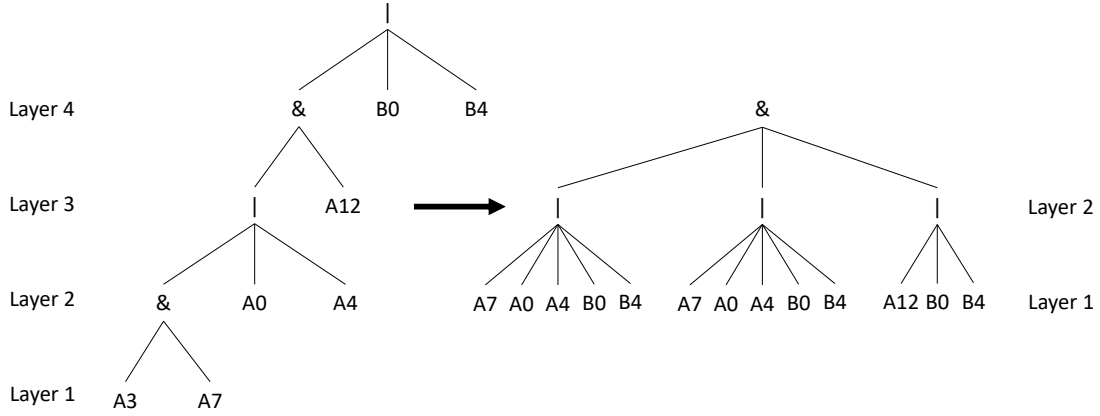 |
Layer 4 & B0 B4 &
Layer 3 | A12 | | | Layer 2
Layer 2 & A0 A4 A7 A0 A4 B0 B4 A7 A0 A4 B0 B4 A12 B0 B4 Layer 1
Layer 1 A3 A7